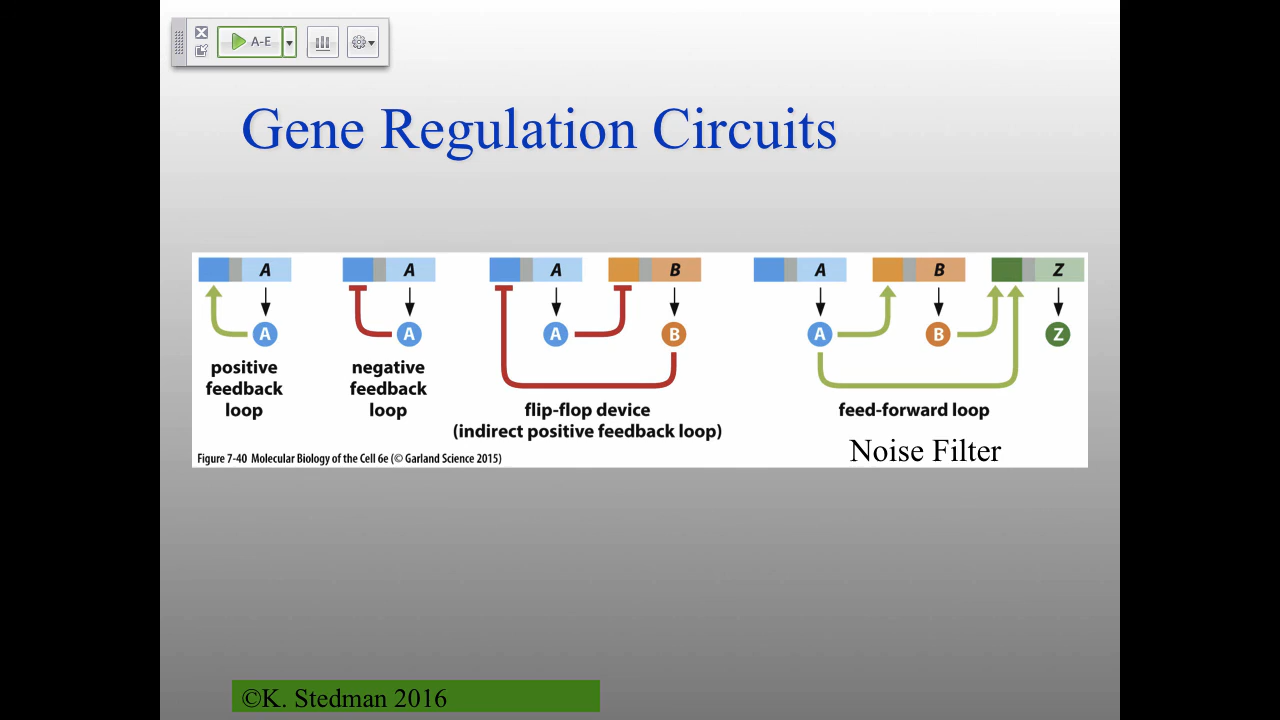 A-E
Gene Regulation Circuits
A
A
A
B
A
B
Z
A
A
A
B
A
B
Z
positive
feedback
loop
negative
feedback
loop
flip-flop device
(indirect positive feedback loop)
feed-forward loop
Noise Filter
Figure 7-40 Molecular Biology of the Cell 6e (© Garland Science 2015)
©K. Stedman 2016